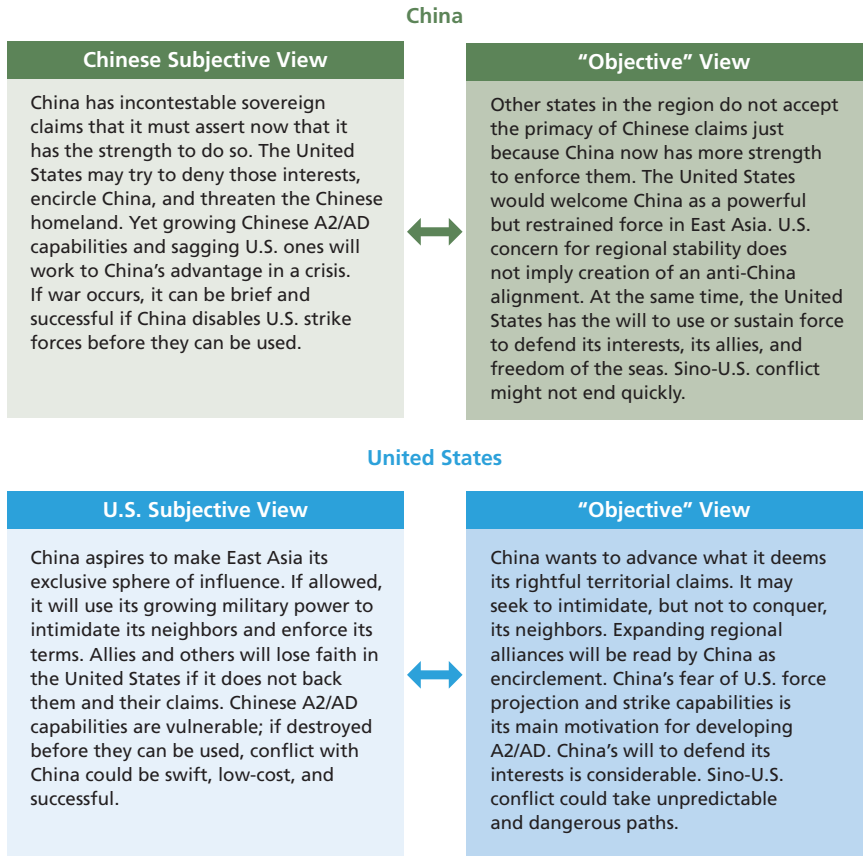 China
Chinese Subjective View
China has incontestable sovereign
claims that it must assert now that it
has the strength to do so. The United
States may try to deny those interests,
encircle China, and threaten the Chinese
homeland. Yet growing Chinese A2/AD
capabilities and sagging U.S. ones will
work to China’s advantage in a crisis.
If war occurs, it can be brief and
successful if China disables U.S. strike
forces before they can be used.
“Objective” View
Other states in the region do not accept
the primacy of Chinese claims just
because China now has more strength
to enforce them. The United States
would welcome China as a powerful
but restrained force in East Asia. U.S.
concern for regional stability does
not imply creation of an anti-China
alignment. At the same time, the United
States has the will to use or sustain force
to defend its interests, its allies, and
freedom of the seas. Sino-U.S. conflict
might not end quickly.
United States
U.S. Subjective View
China aspires to make East Asia its
exclusive sphere of influence. If allowed,
it will use its growing military power to
intimidate its neighbors and enforce its
terms. Allies and others will lose faith in
the United States if it does not back
them and their claims. Chinese A2/AD
capabilities are vulnerable; if destroyed
before they can be used, conflict with
China could be swift, low-cost, and
successful.
“Objective” View
China wants to advance what it deems
its rightful territorial claims. It may
seek to intimidate, but not to conquer,
its neighbors. Expanding regional
alliances will be read by China as
encirclement. China’s fear of U.S. force
projection and strike capabilities is
its main motivation for developing
A2/AD. China’s will to defend its
interests is considerable. Sino-U.S.
conflict could take unpredictable
and dangerous paths.